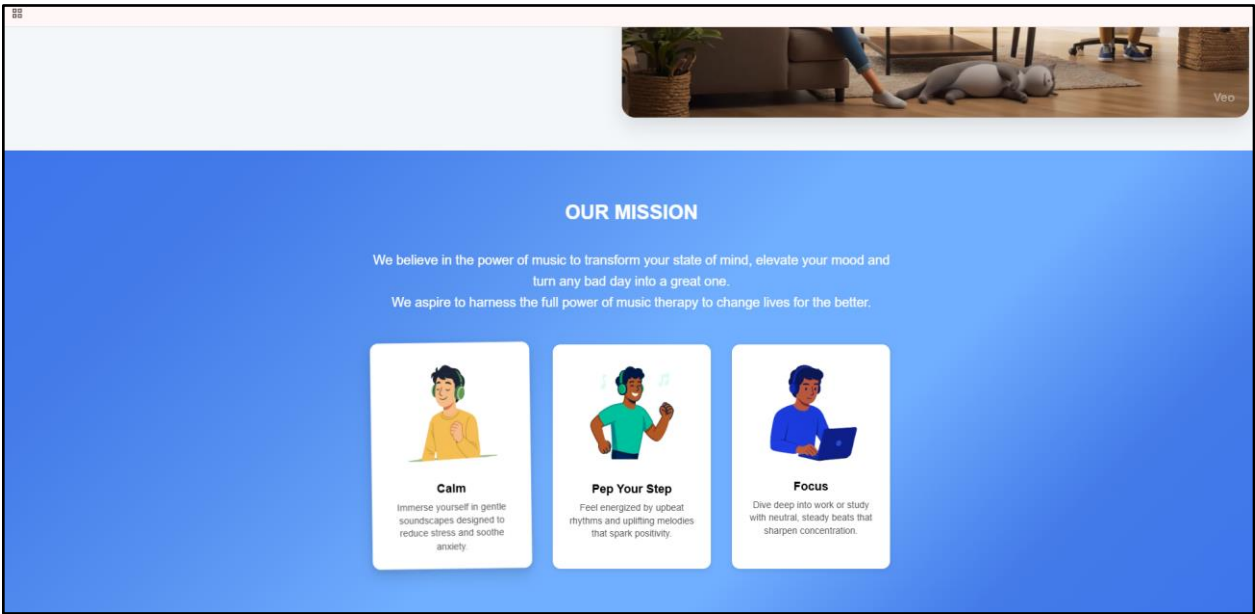 Veo
OUR MISSION
We believe in the power of music to transform your state of mind, elevate your mood and
turn any bad day into a great one.
We aspire to harness the full power of music therapy to change lives for the better.
Calm
Immerse yourself in gentle
soundscapes designed to
reduce stress and soothe
anxiety.
Pep Your Step
Feel energized by upbeat
rhythms and uplifting melodies
that spark positivity.
Focus
Dive deep into work or study
with neutral, steady beats that
sharpen concentration.